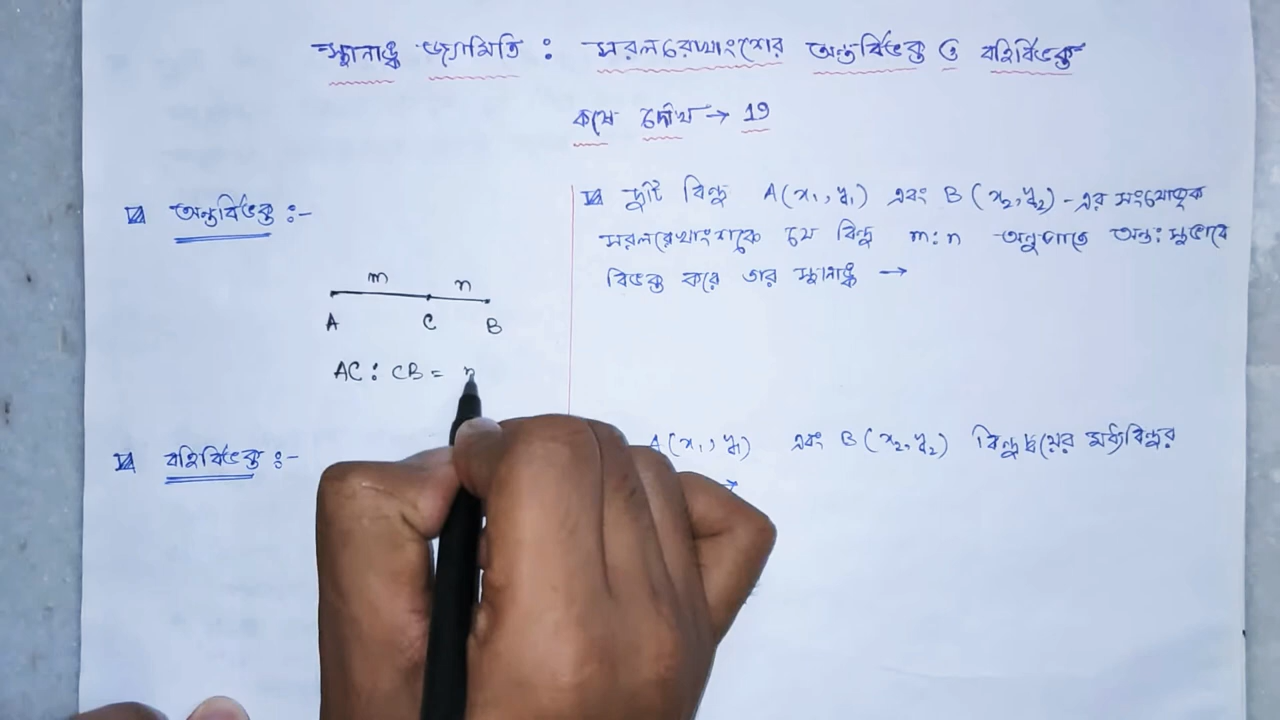 স্থানাঙ্ক জ্যামিতি : সরলরেখাংশের অন্তর্বিভক্ত ও বহির্বিভক্ত
কষে দেখি → 19
অন্তর্বিভক্ত :-
m n
A C B
AC : CB =
বহির্বিভক্ত :-
দুটি বিন্দু A(x₁, y₁) এবং B(x₂, y₂) -এর সংযোজক
সরলরেখাংশকে যে বিন্দু m:n অনুপাতে অন্তঃস্থভাবে
বিভক্ত করে তার স্থানাঙ্ক →
A(x₁, y₁) এবং B(x₂, y₂) বিন্দুদ্বয়ের মধ্যবিন্দুর
→